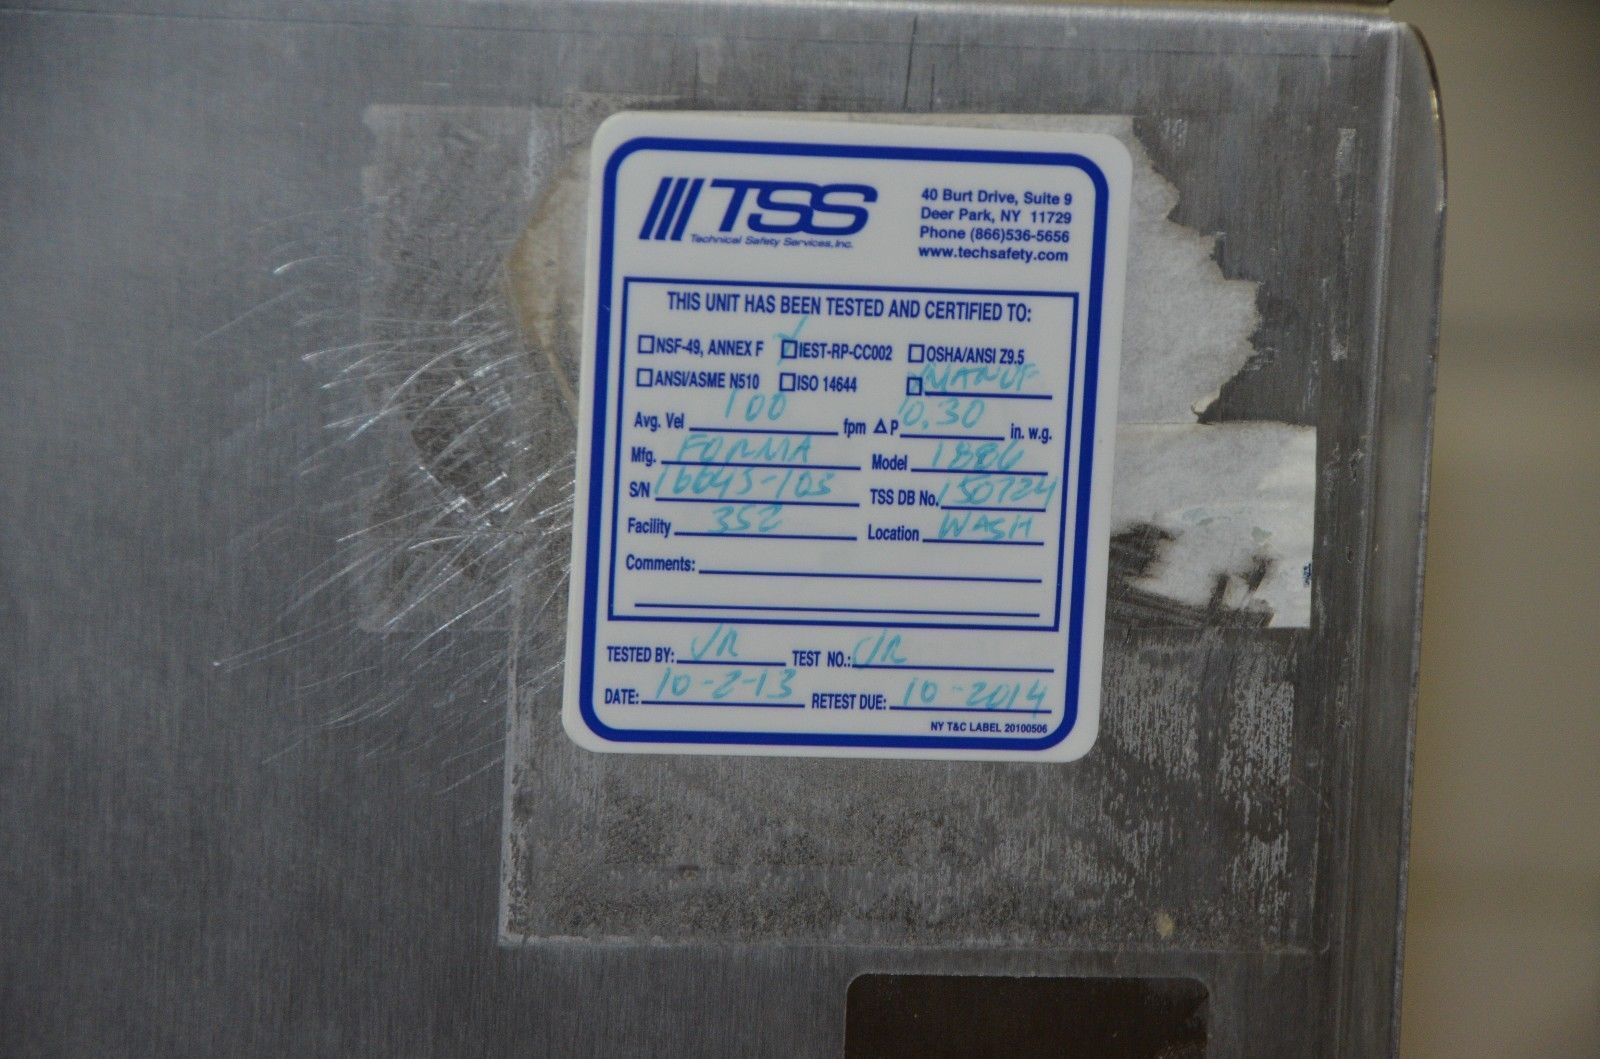 TSS
Technical Safety Services, Inc.
40 Burt Drive, Suite 9
Deer Park, NY 11729
Phone (866)536-5656
www.techsafety.com
THIS UNIT HAS BEEN TESTED AND CERTIFIED TO:
NSF-49, ANNEX F IEST-RP-CC002 OSHA/ANSI Z9.5
ANSI/ASME N510 ISO 14644 MANUF
Avg. Vel 100 fpm Δ P 0.30 in. w.g.
Mfg. FORMA Model 1886
S/N 16645-103 TSS DB No. 150724
Facility 352 Location WASH
Comments:
TESTED BY: TEST NO.:
DATE: 10-2-13 RETEST DUE: 10-2014
NY T&C LABEL 20100506